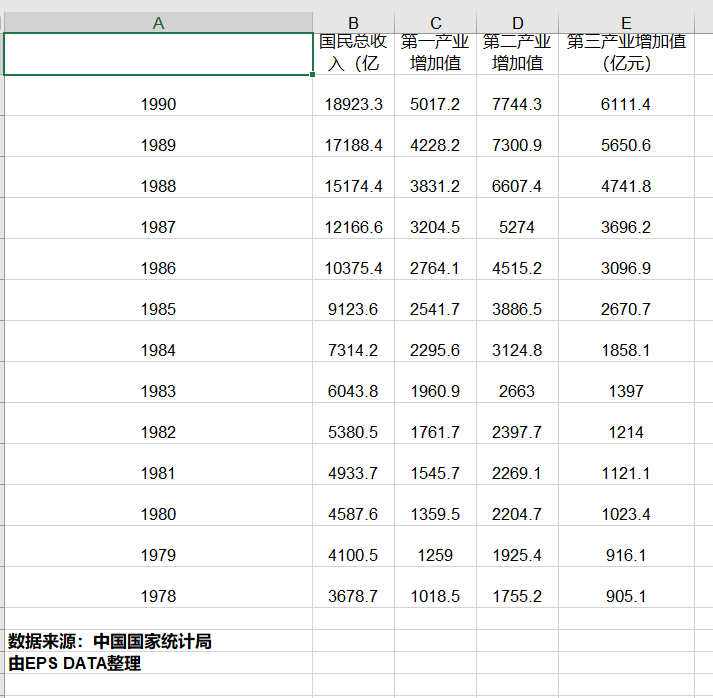 A B C D E
国民总收 第一产业 第二产业 第三产业增加值
入（亿 增加值 增加值 (亿元)
1990 18923.3 5017.2 7744.3 6111.4
1989 17188.4 4228.2 7300.9 5650.6
1988 15174.4 3831.2 6607.4 4741.8
1987 12166.6 3204.5 5274 3696.2
1986 10375.4 2764.1 4515.2 3096.9
1985 9123.6 2541.7 3886.5 2670.7
1984 7314.2 2295.6 3124.8 1858.1
1983 6043.8 1960.9 2663 1397
1982 5380.5 1761.7 2397.7 1214
1981 4933.7 1545.7 2269.1 1121.1
1980 4587.6 1359.5 2204.7 1023.4
1979 4100.5 1259 1925.4 916.1
1978 3678.7 1018.5 1755.2 905.1
数据来源：中国国家统计局
由EPS DATA整理